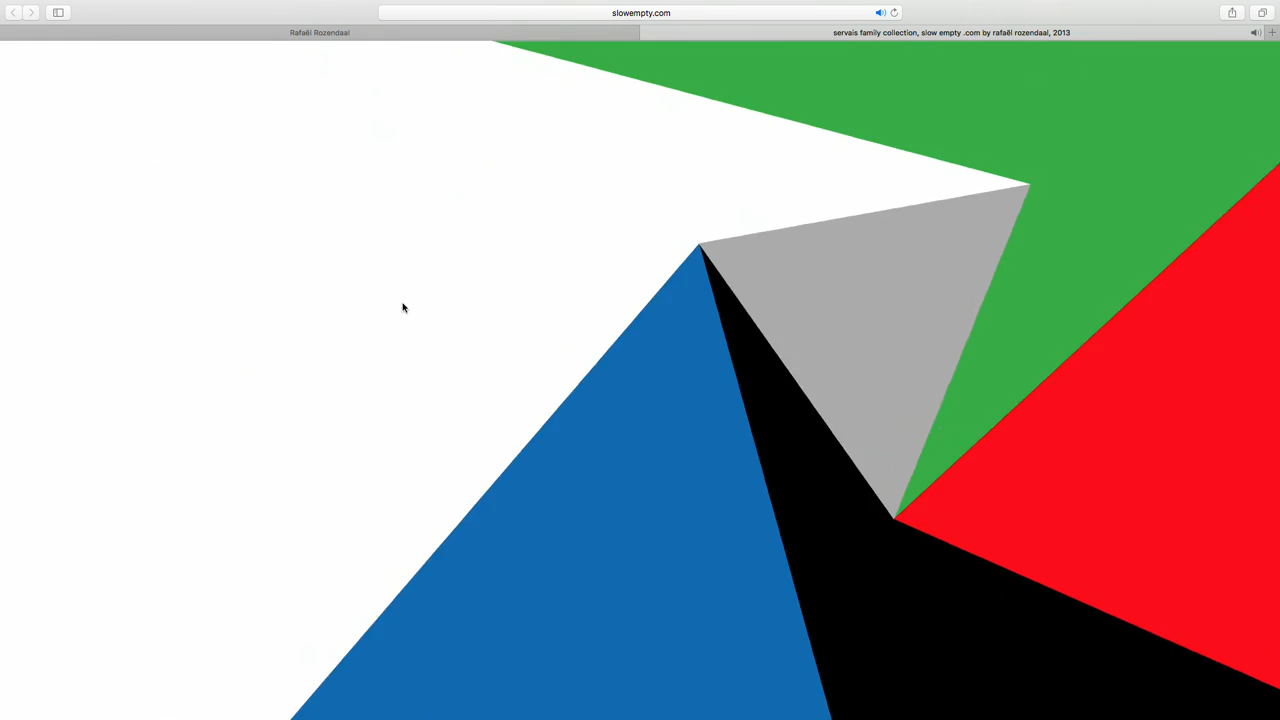 slowempty.com
Rafaël Rozendaal
servais family collection, slow empty .com by rafaël rozendaal, 2013